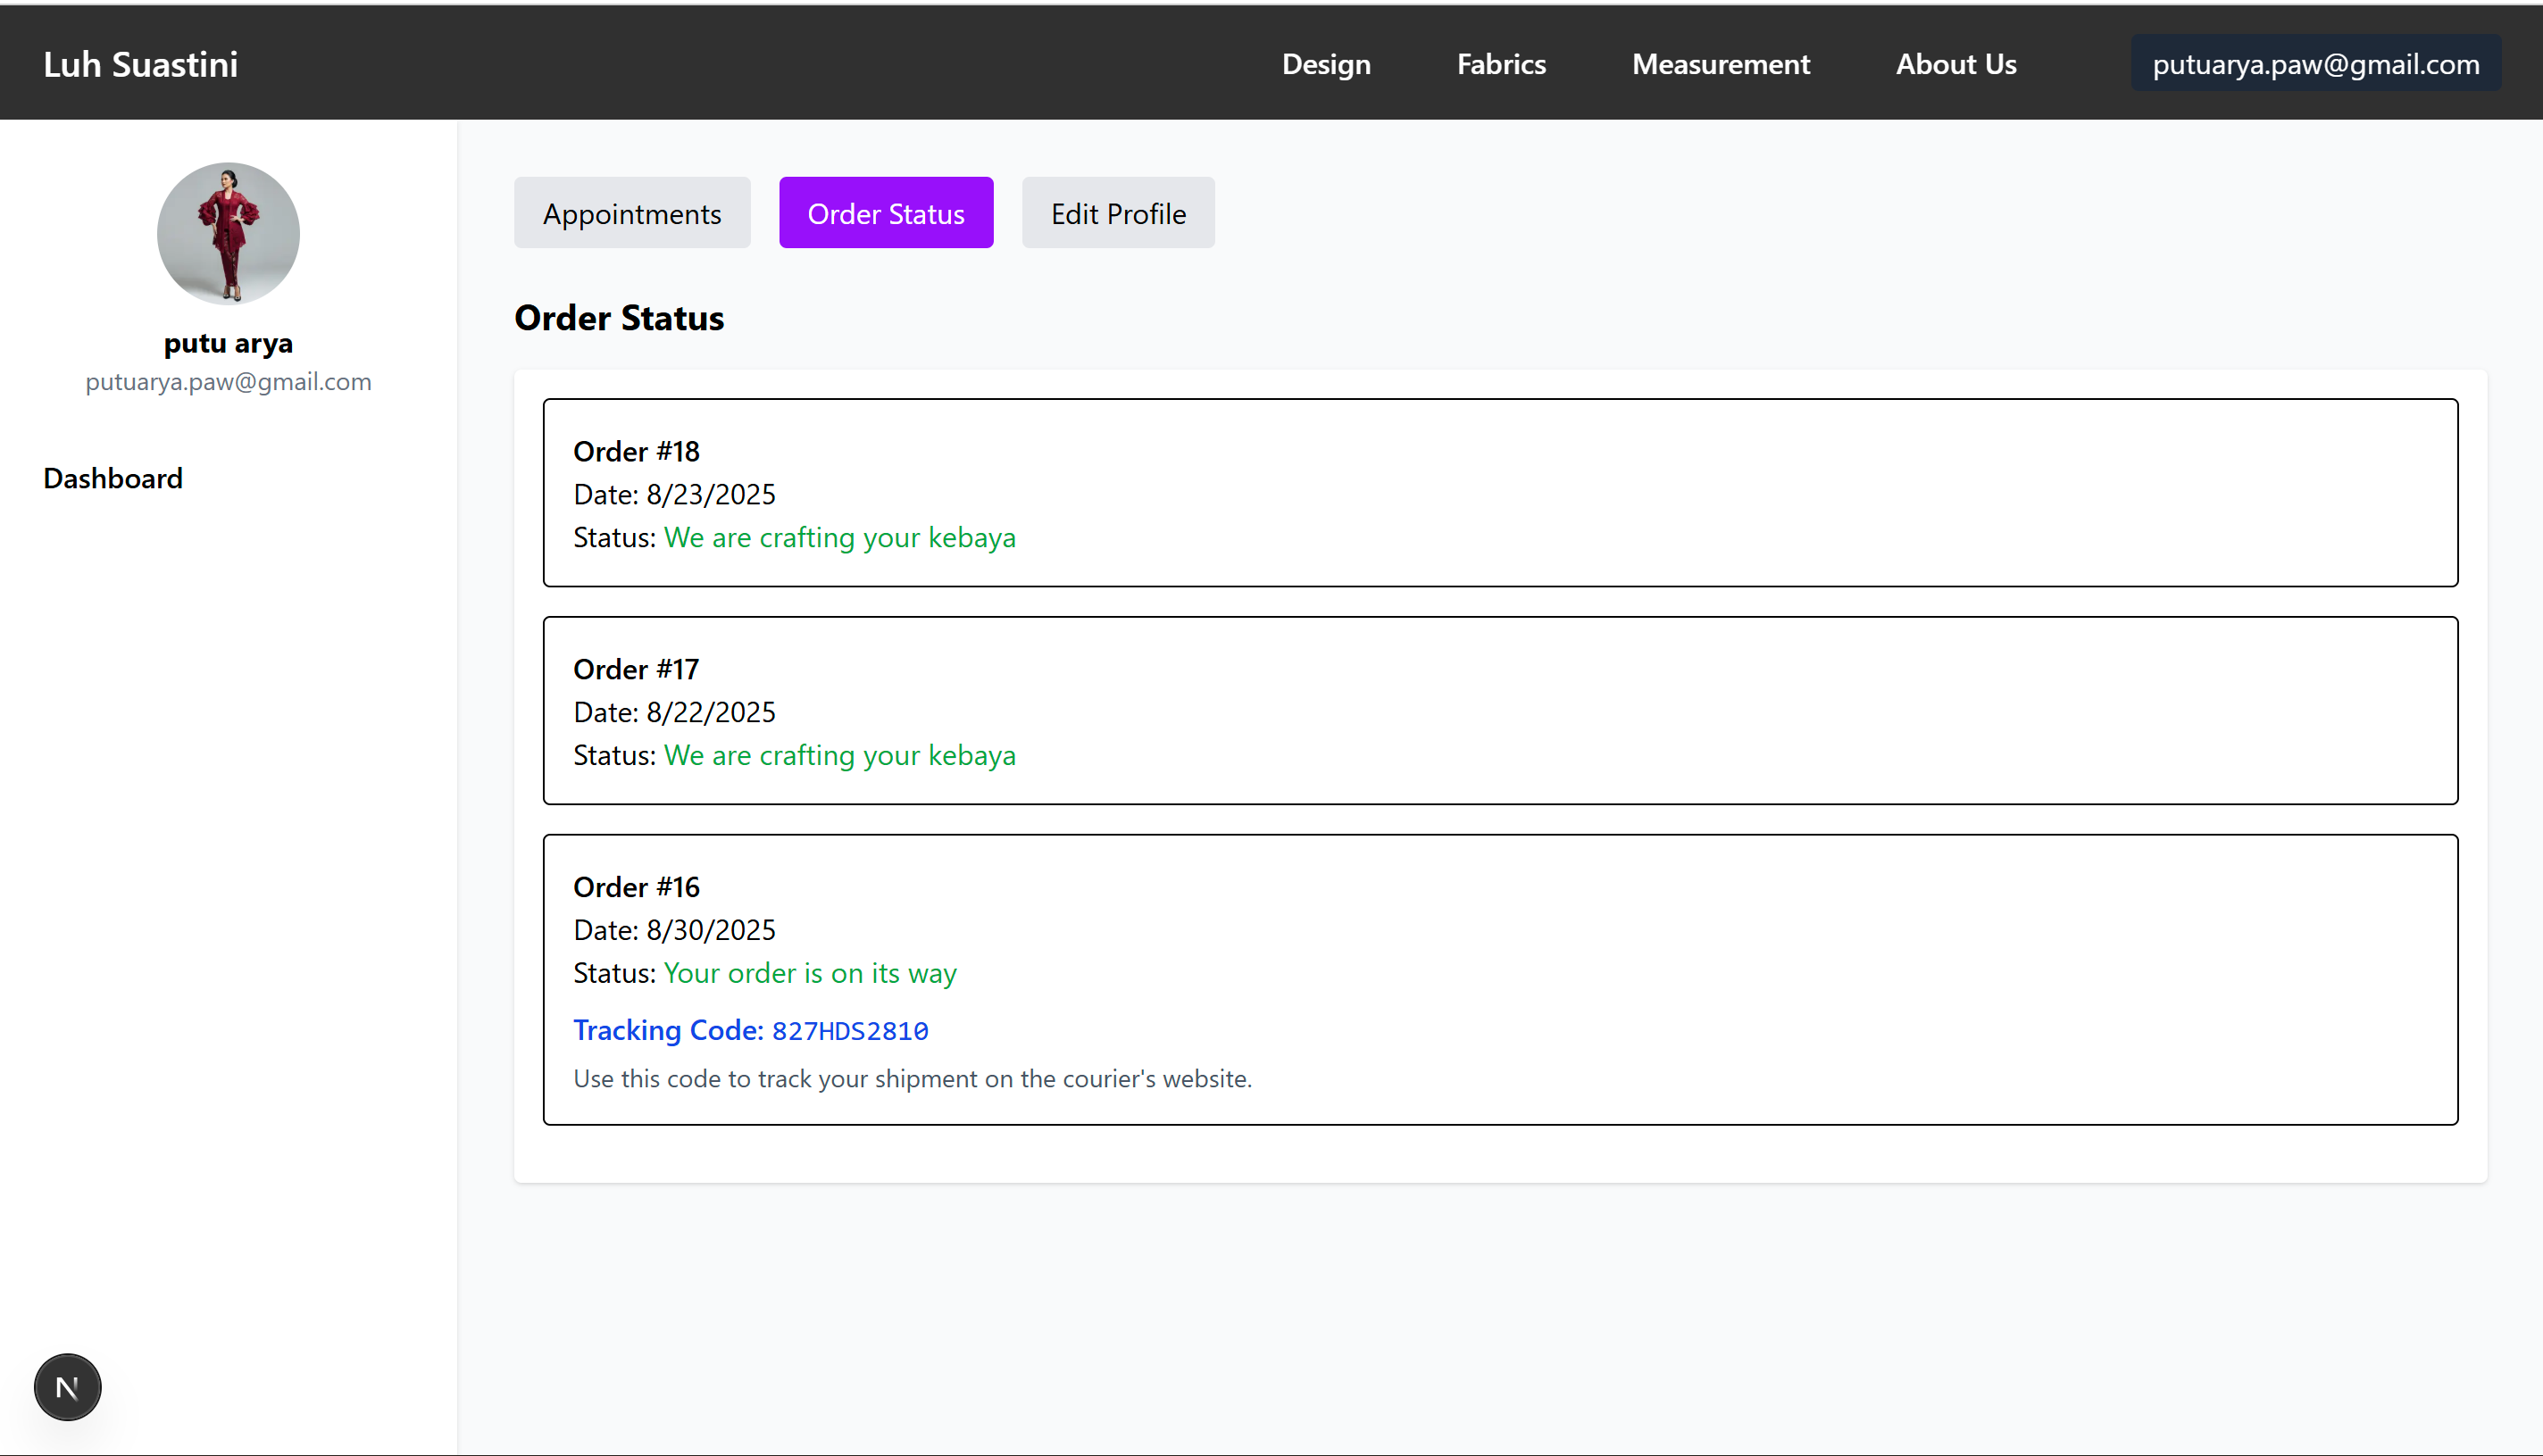 Luh Suastini
Design
Fabrics
Measurement
About Us
putuarya.paw@gmail.com
putu arya
putuarya.paw@gmail.com
Dashboard
Appointments
Order Status
Edit Profile
Order Status
Order #18
Date: 8/23/2025
Status: We are crafting your kebaya
Order #17
Date: 8/22/2025
Status: We are crafting your kebaya
Order #16
Date: 8/30/2025
Status: Your order is on its way
Tracking Code: 827HDS2810
Use this code to track your shipment on the courier's website.
N